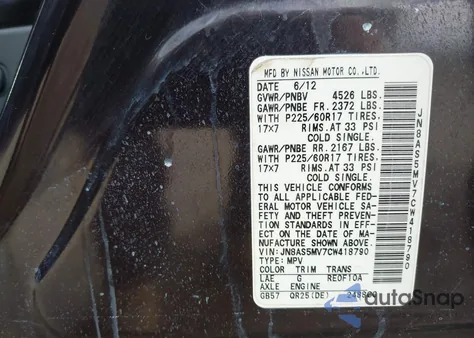 MFD BY NISSAN MOTOR CO.,LTD.
DATE 6/12
GVWR/PNBV 4526 LBS.
GAWR/PNBE FR. 2372 LBS.
WITH P225/60R17 TIRES,
17X7 RIMS.AT 33 PSI
COLD SINGLE.
GAWR/PNBE RR. 2167 LBS.
WITH P225/60R17 TIRES,
17X7 RIMS.AT 33 PSI
COLD SINGLE.
THIS VEHICLE CONFORMS
TO ALL APPLICABLE FED-
ERAL MOTOR VEHICLE SA-
FETY AND THEFT PREVEN-
TION STANDARDS IN EFF-
ECT ON THE DATE OF MA-
NUFACTURE SHOWN ABOVE.
JN8AS5MV7CW418790
TYPE: MPV
COLOR TRIM TRANS
LAE G RE0F10A
AXLE ENGINE
GB57 QR25(DE) 2488CC
JN8AS5MV7CW418790
autoSnap